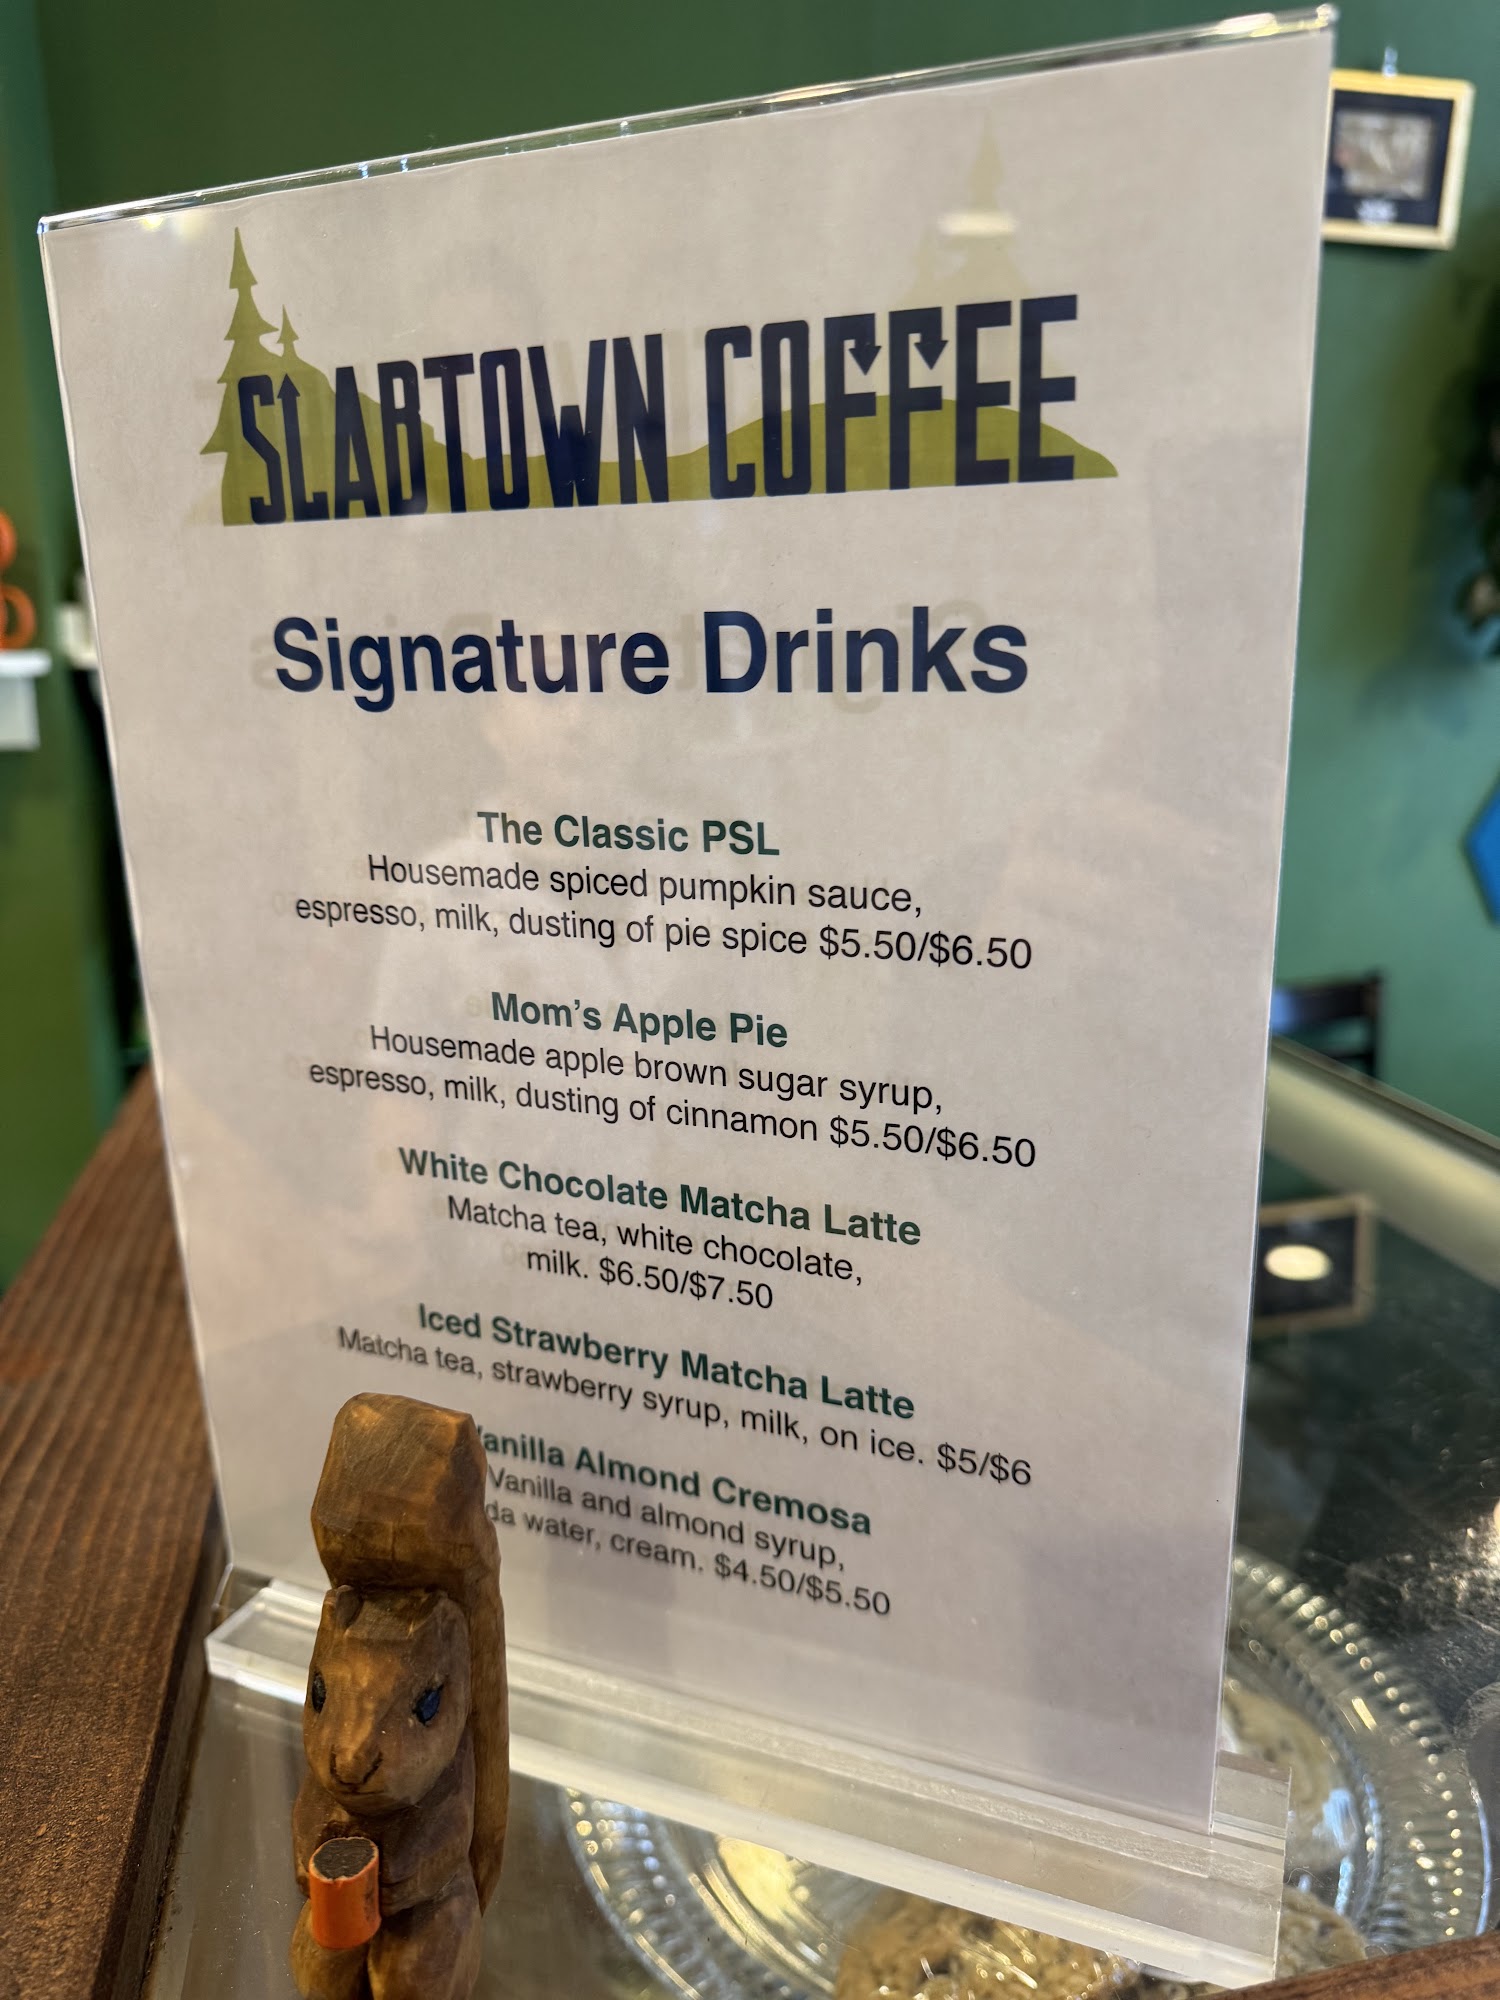 SLABTOWN COFFEE
Signature Drinks
The Classic PSL
Housemade spiced pumpkin sauce,
espresso, milk, dusting of pie spice $5.50/$6.50
Mom's Apple Pie
Housemade apple brown sugar syrup,
espresso, milk, dusting of cinnamon $5.50/$6.50
White Chocolate Matcha Latte
Matcha tea, white chocolate,
milk. $6.50/$7.50
Iced Strawberry Matcha Latte
Matcha tea, strawberry syrup, milk, on ice. $5/$6
Vanilla Almond Cremosa
Vanilla and almond syrup,
da water, cream. $4.50/$5.50